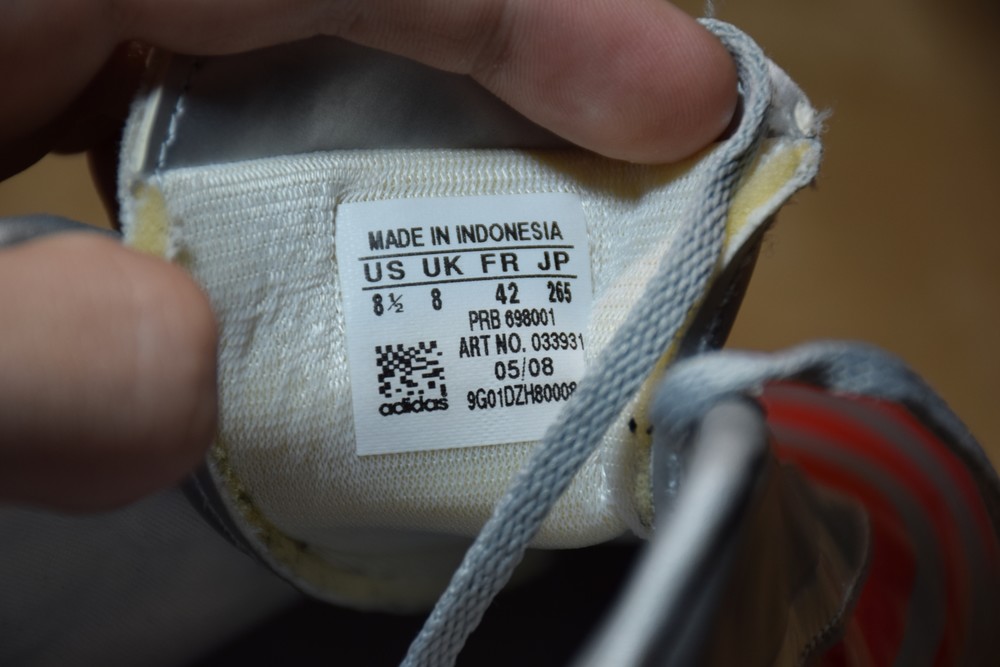 MADE IN INDONESIA
US UK FR JP
8½ 8 42 265
PRB 698001
ART NO. 033931
05/08
9G01DZH80008
adidas